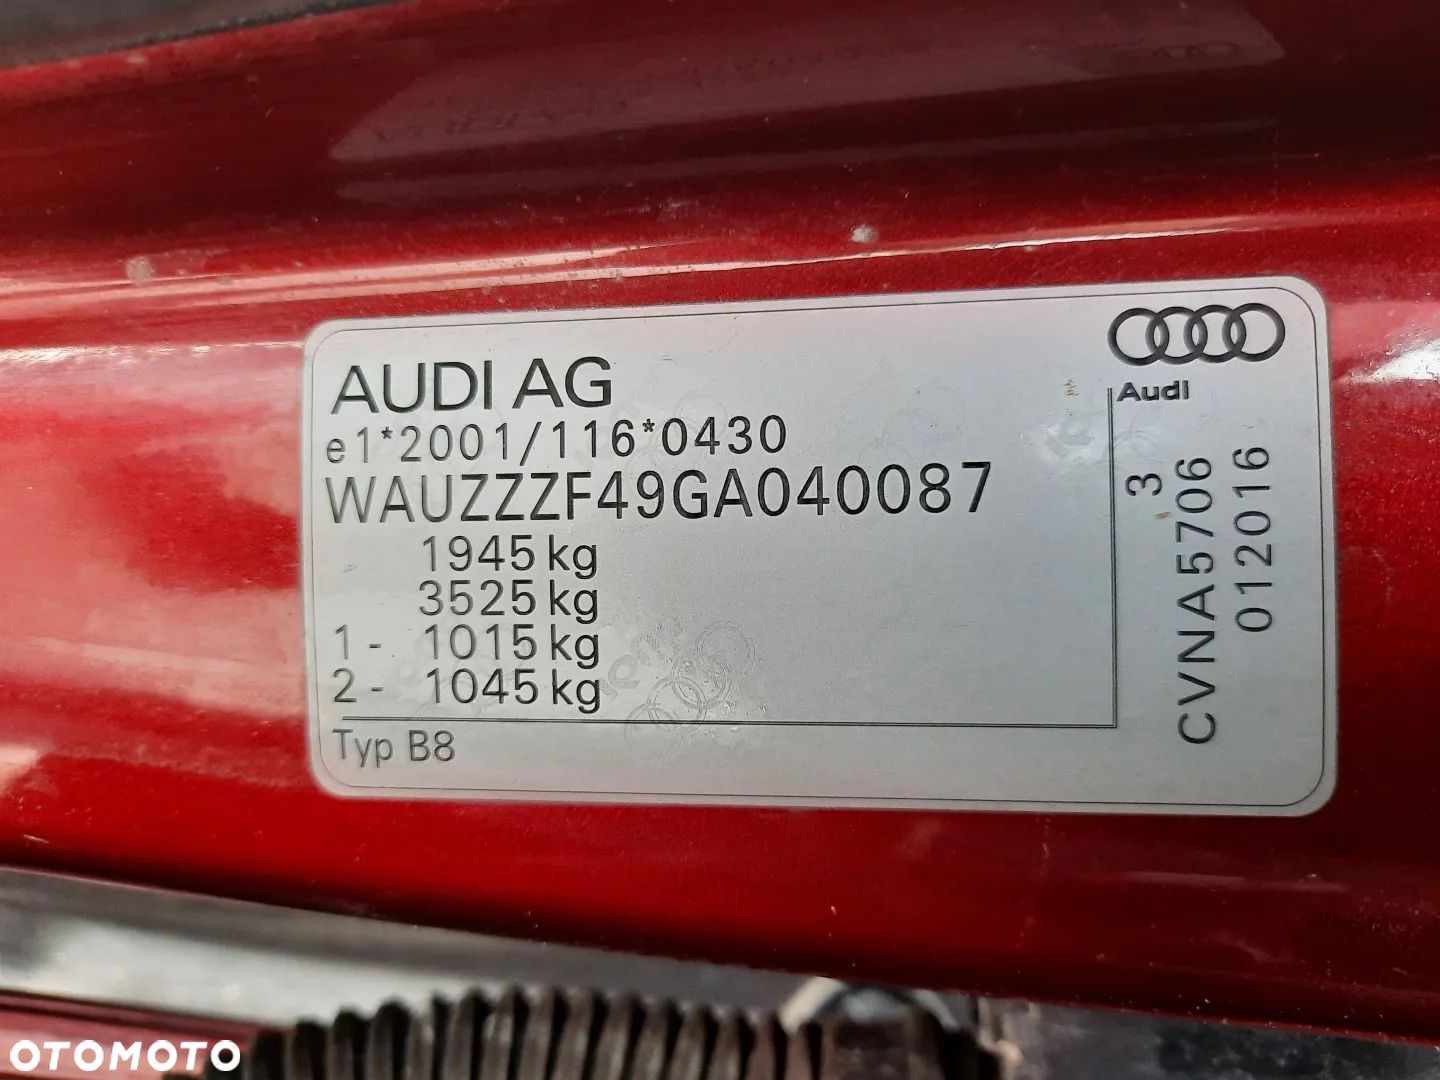 AUDI AG
e1*2001/116*0430
WAUZZZF49GA040087
1945 kg
3525 kg
1- 1015 kg
2- 1045 kg
Typ B8
Audi
3
CVNA5706
012016
OTOMOTO